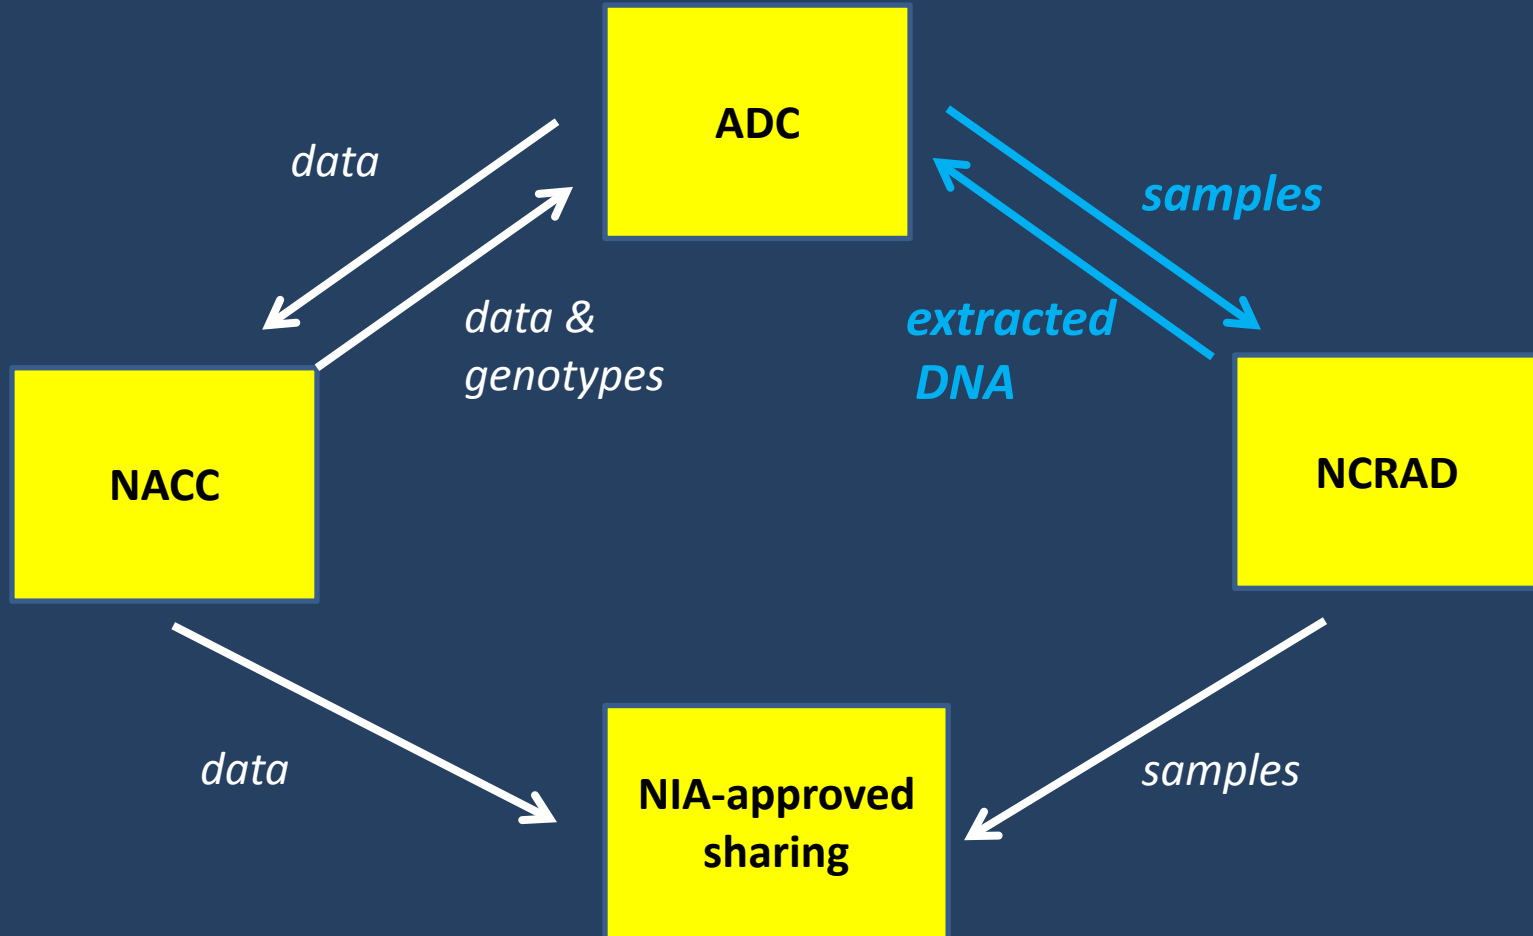 ADC
data
samples
data &
genotypes
extracted
DNA
NACC
NCRAD
data
NIA-approved
sharing
samples